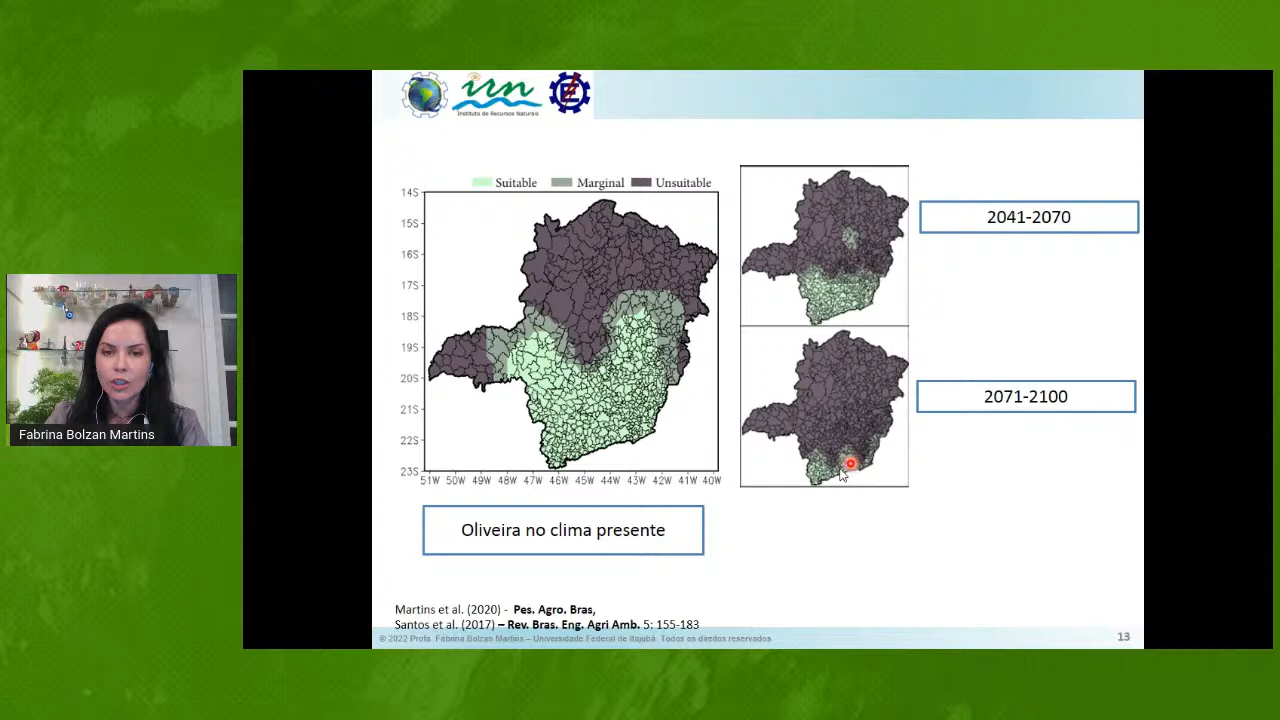 irn
Instituto de Recursos Naturais
Suitable Marginal Unsuitable
14S
15S
16S
17S
18S
19S
20S
21S
22S
23S
51W 50W 49W 48W 47W 46W 45W 44W 43W 42W 41W 40W
2041-2070
2071-2100
Oliveira no clima presente
Fabrina Bolzan Martins
Martins et al. (2020) - Pes. Agro. Bras,
Santos et al. (2017) – Rev. Bras. Eng. Agri Amb. 5: 155-183
© 2022 Profa. Fabrina Bolzan Martins – Universidade Federal de Itajubá. Todos os direitos reservados
13